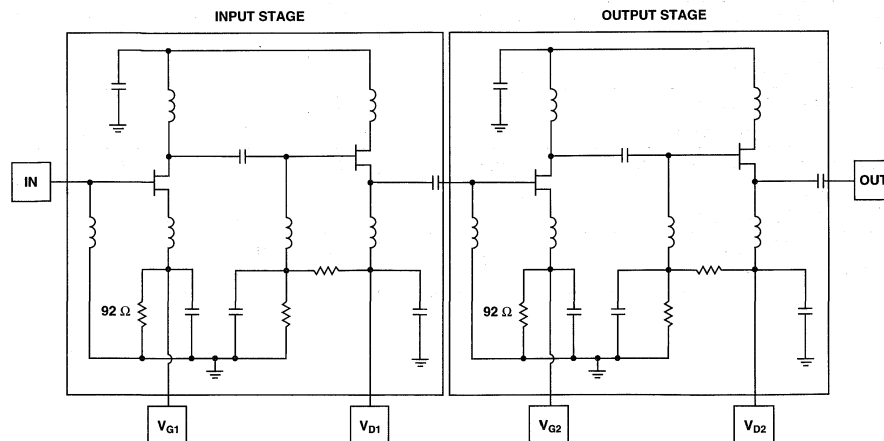 INPUT STAGE
OUTPUT STAGE
IN
OUT
92 Ω
92 Ω
VG1
VD1
VG2
VD2